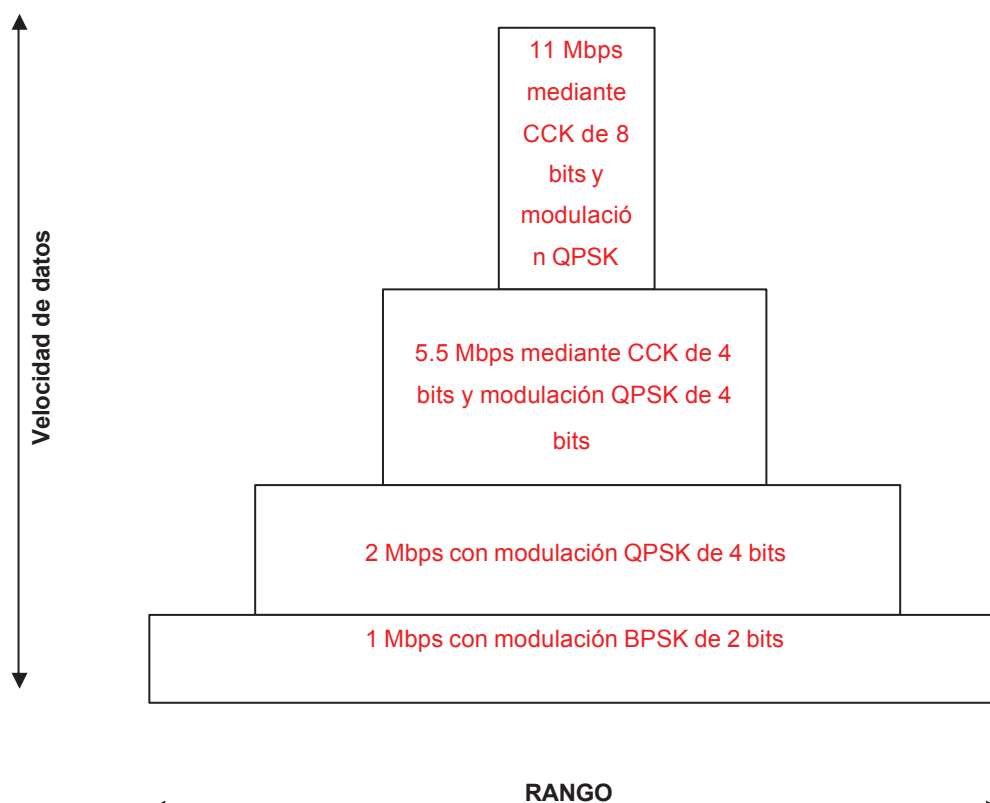 11 Mbps
mediante
CCK de 8
bits y
modulació
n QPSK
Velocidad de datos
5.5 Mbps mediante CCK de 4
bits y modulación QPSK de 4
bits
2 Mbps con modulación QPSK de 4 bits
1 Mbps con modulación BPSK de 2 bits
RANGO